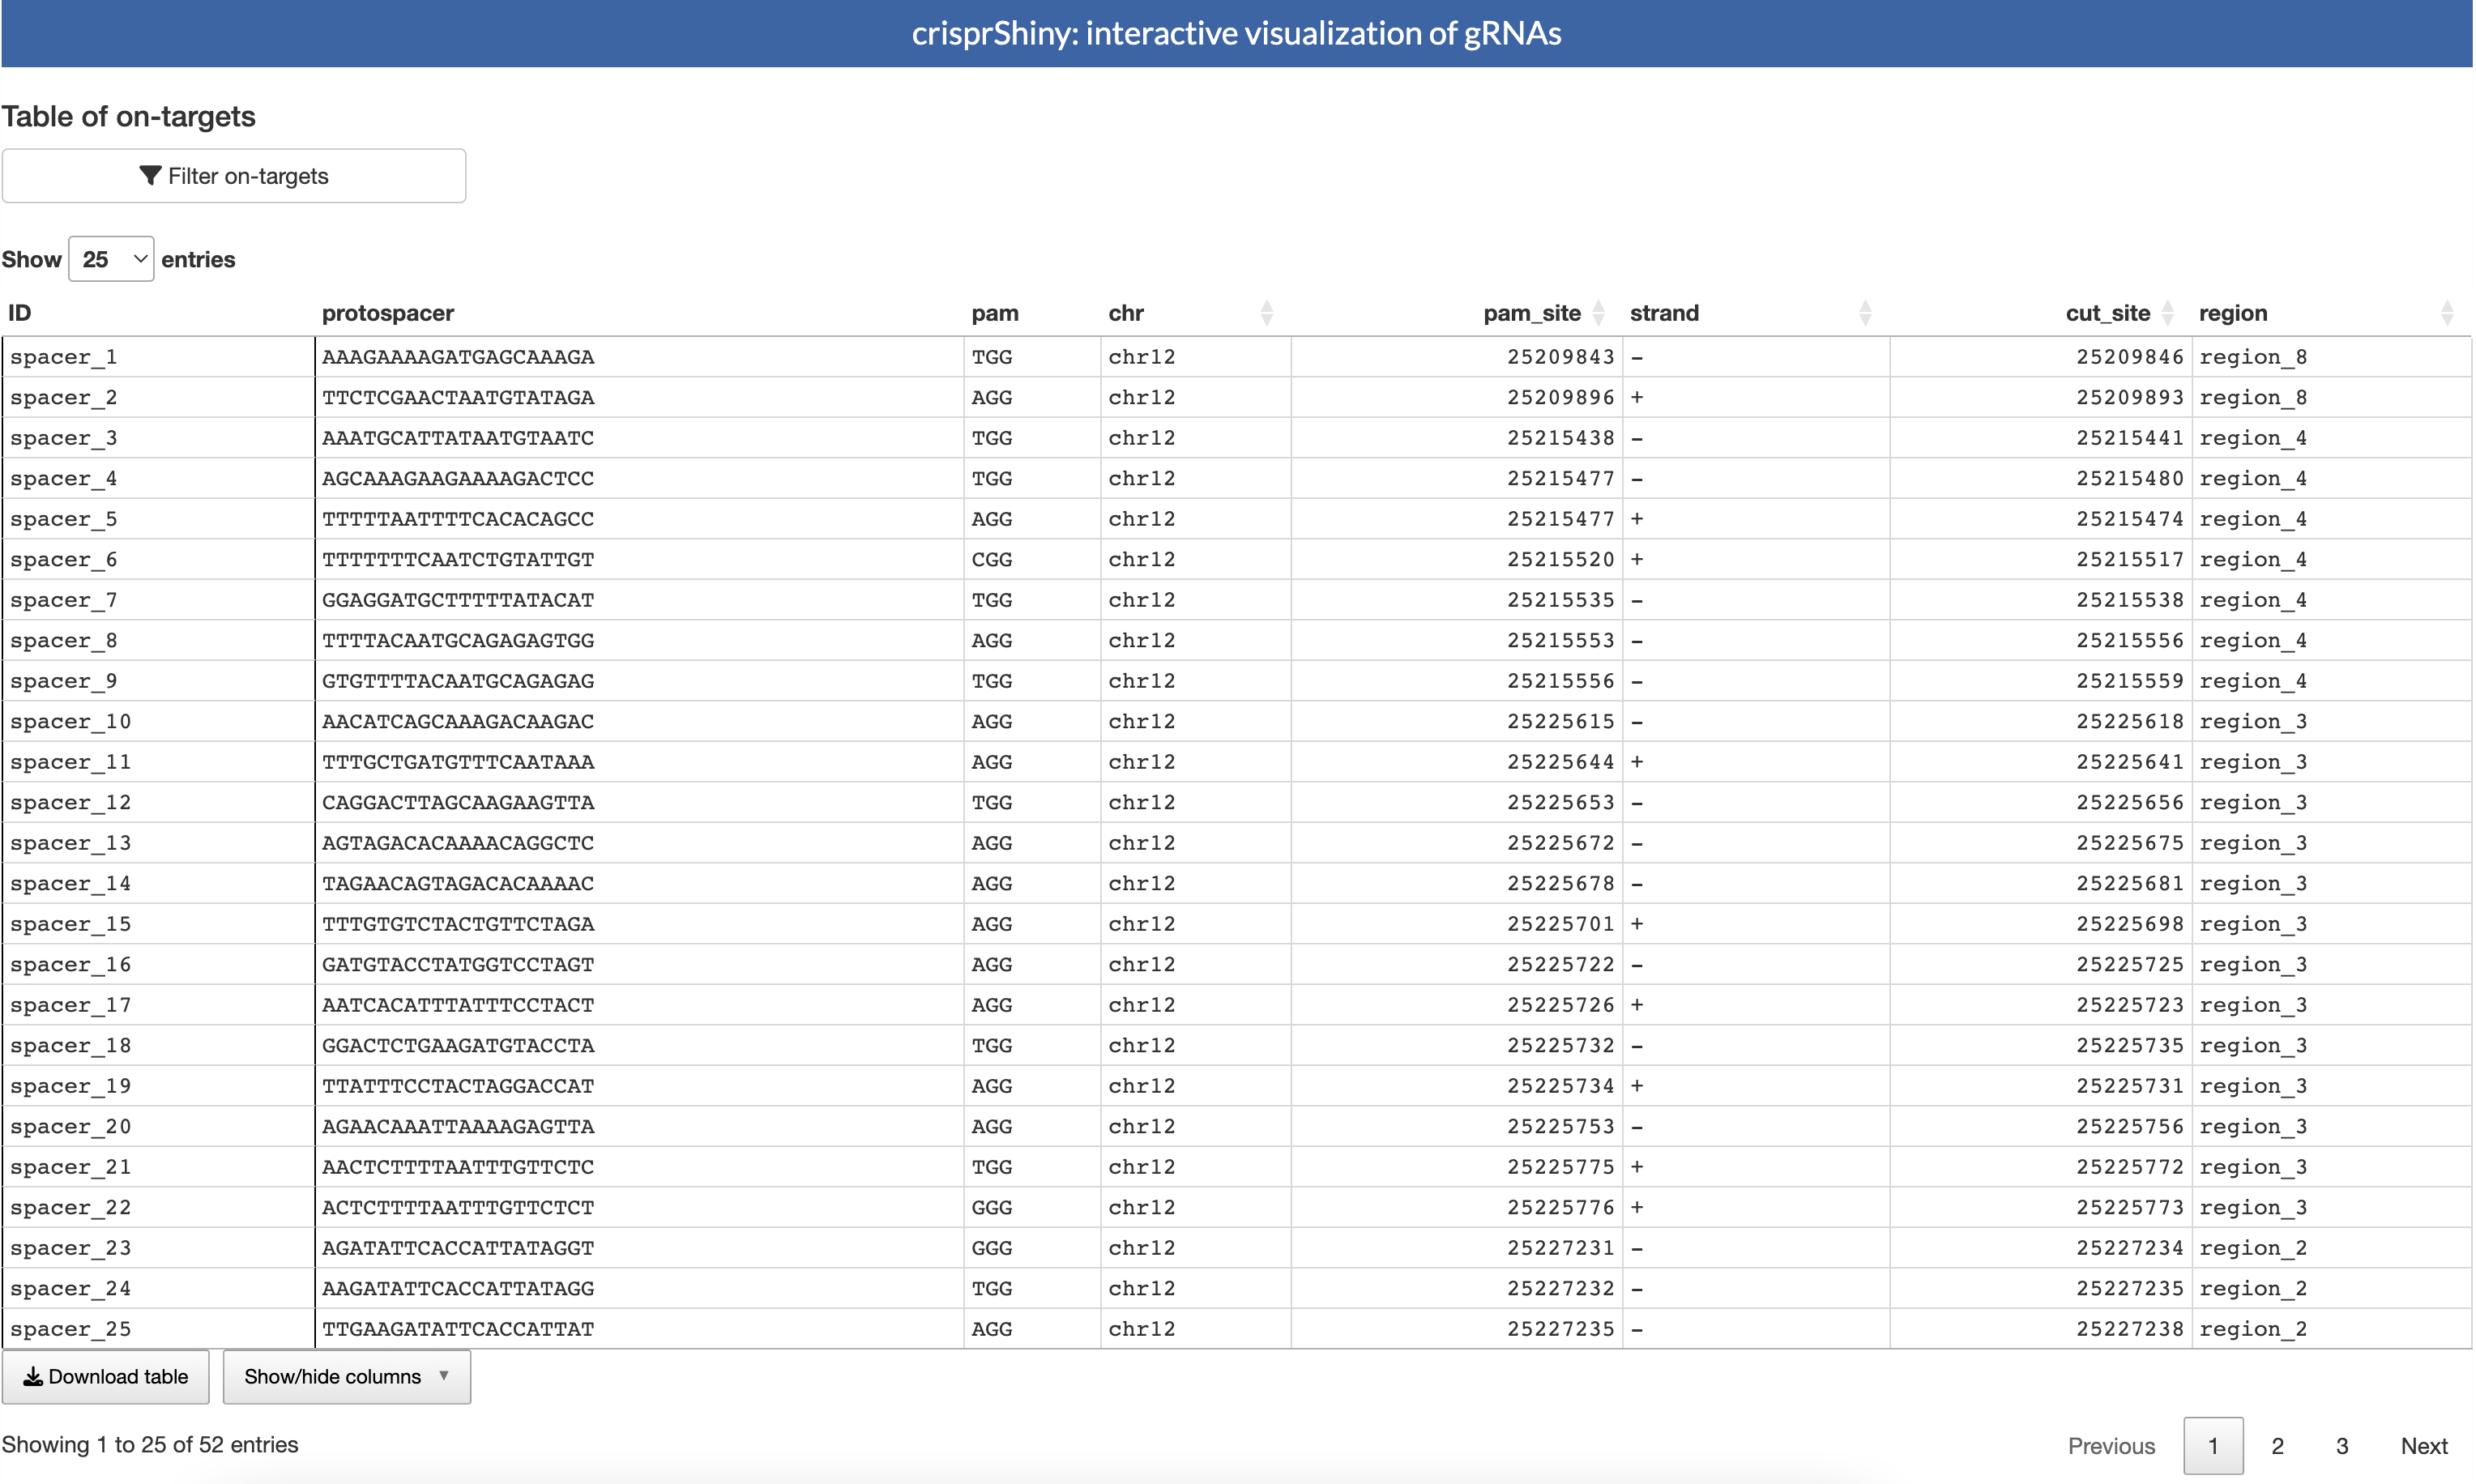 crisprShiny: interactive visualization of gRNAs
Table of on-targets
Filter on-targets
Show 25 entries
ID protospacer pam chr pam_site strand cut_site region
spacer_1 AAAGAAAAGATGAGCAAAGA TGG chr12 25209843 − 25209846 region_8
spacer_2 TTCTCGAACTAATGTATAGA AGG chr12 25209896 + 25209893 region_8
spacer_3 AAATGCATTATAATGTAATC TGG chr12 25215438 − 25215441 region_4
spacer_4 AGCAAAGAAGAAAAGACTCC TGG chr12 25215477 − 25215480 region_4
spacer_5 TTTTTAATTTTCACACAGCC AGG chr12 25215477 + 25215474 region_4
spacer_6 TTTTTTTCAATCTGTATTGT CGG chr12 25215520 + 25215517 region_4
spacer_7 GGAGGATGCTTTTTATACAT TGG chr12 25215535 − 25215538 region_4
spacer_8 TTTTACAATGCAGAGAGTGG AGG chr12 25215553 − 25215556 region_4
spacer_9 GTGTTTTACAATGCAGAGAG TGG chr12 25215556 − 25215559 region_4
spacer_10 AACATCAGCAAAGACAAGAC AGG chr12 25225615 − 25225618 region_3
spacer_11 TTTGCTGATGTTTCAATAAA AGG chr12 25225644 + 25225641 region_3
spacer_12 CAGGACTTAGCAAGAAGTTA TGG chr12 25225653 − 25225656 region_3
spacer_13 AGTAGACACAAAACAGGCTC AGG chr12 25225672 − 25225675 region_3
spacer_14 TAGAACAGTAGACACAAAAC AGG chr12 25225678 − 25225681 region_3
spacer_15 TTTGTGTCTACTGTTCTAGA AGG chr12 25225701 + 25225698 region_3
spacer_16 GATGTACCTATGGTCCTAGT AGG chr12 25225722 − 25225725 region_3
spacer_17 AATCACATTTATTTCCTACT AGG chr12 25225726 + 25225723 region_3
spacer_18 GGACTCTGAAGATGTACCTA TGG chr12 25225732 − 25225735 region_3
spacer_19 TTATTTCCTACTAGGACCAT AGG chr12 25225734 + 25225731 region_3
spacer_20 AGAACAAATTAAAAGAGTTA AGG chr12 25225753 − 25225756 region_3
spacer_21 AACTCTTTTAATTTGTTCTC TGG chr12 25225775 + 25225772 region_3
spacer_22 ACTCTTTTAATTTGTTCTCT GGG chr12 25225776 + 25225773 region_3
spacer_23 AGATATTCACCATTATAGGT GGG chr12 25227231 − 25227234 region_2
spacer_24 AAGATATTCACCATTATAGG TGG chr12 25227232 − 25227235 region_2
spacer_25 TTGAAGATATTCACCATTAT AGG chr12 25227235 − 25227238 region_2
Download table Show/hide columns
Showing 1 to 25 of 52 entries
Previous 1 2 3 Next